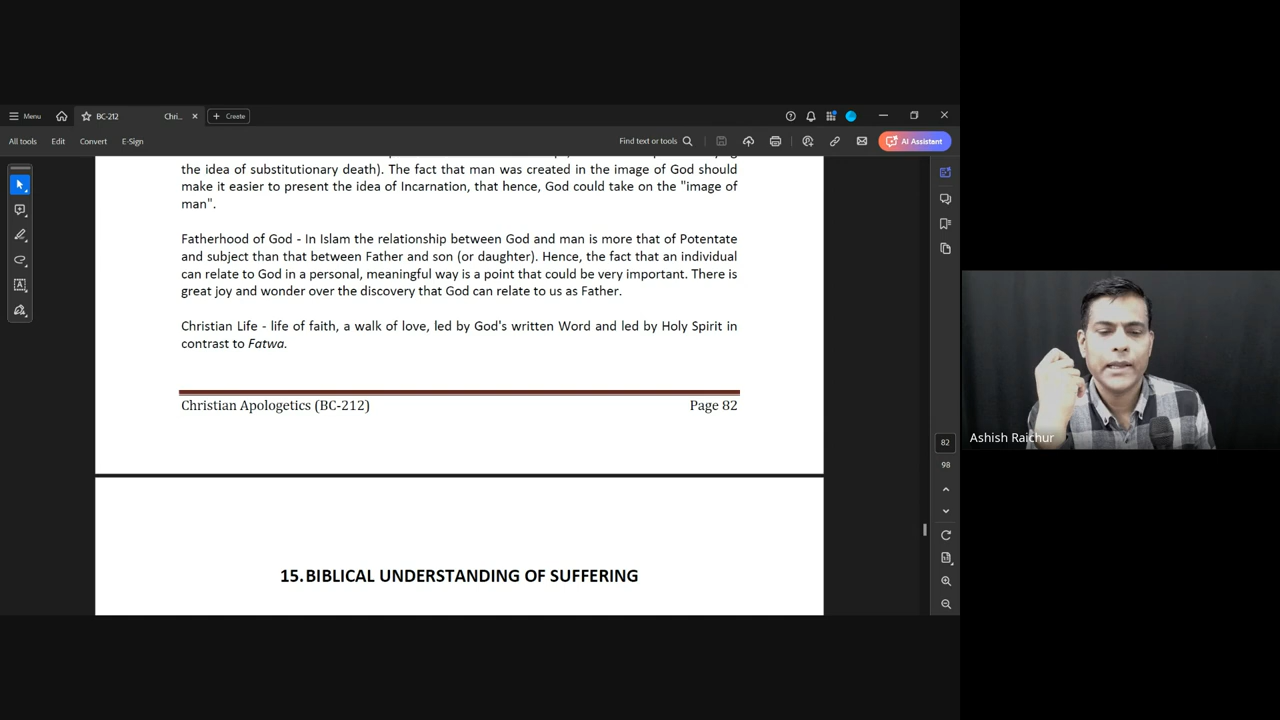 Menu
BC-212 Chri...
Create
All tools Edit Convert E-Sign
Find text or tools
AI Assistant
the idea of substitutionary death). The fact that man was created in the image of God should
make it easier to present the idea of Incarnation, that hence, God could take on the "image of
man".
Fatherhood of God - In Islam the relationship between God and man is more that of Potentate
and subject than that between Father and son (or daughter). Hence, the fact that an individual
can relate to God in a personal, meaningful way is a point that could be very important. There is
great joy and wonder over the discovery that God can relate to us as Father.
Christian Life - life of faith, a walk of love, led by God's written Word and led by Holy Spirit in
contrast to Fatwa.
Christian Apologetics (BC-212) Page 82
15.BIBLICAL UNDERSTANDING OF SUFFERING
82
98
Ashish Raichur